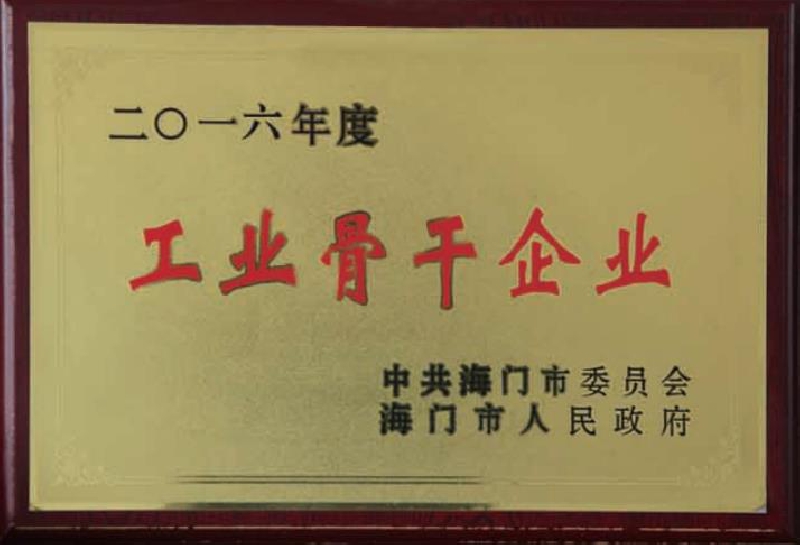 二〇一六年度
工业骨干企业
中共海门市委员会
海门市人民政府